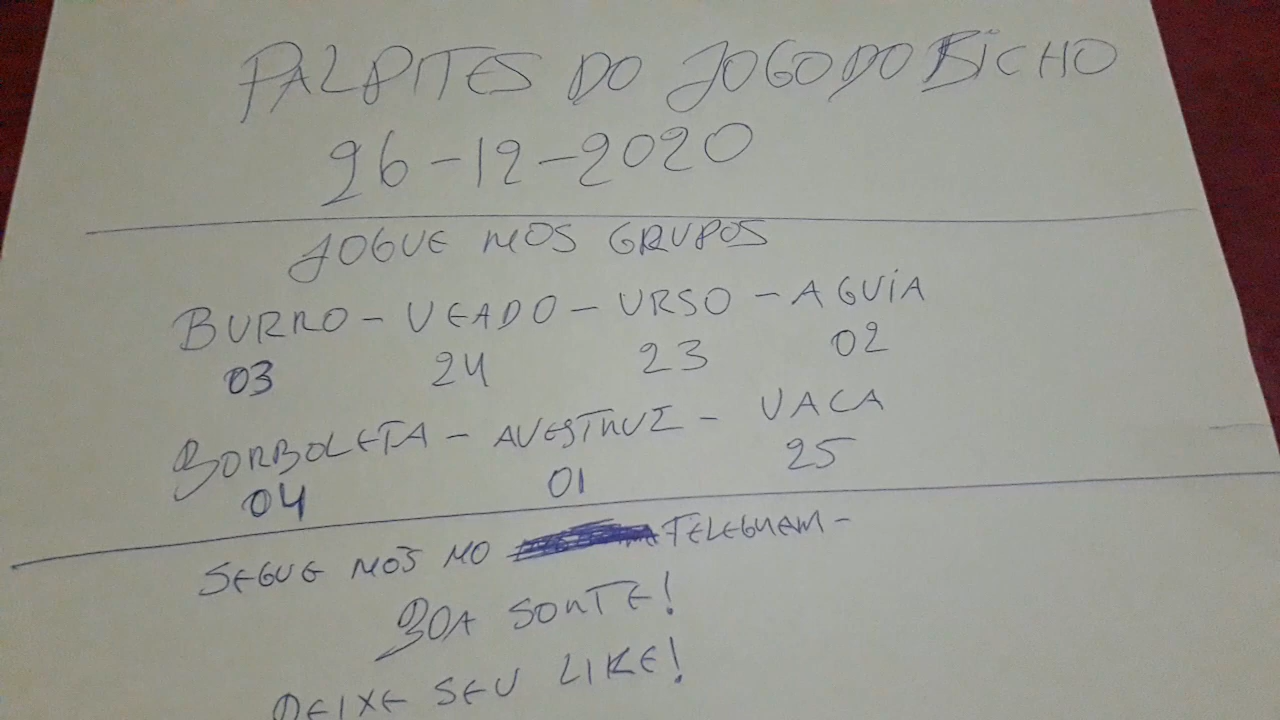 PALPITES DO JOGO DO BICHO
26-12-2020
JOGUE NOS GRUPOS
BURRO - VEADO - URSO - AGUIA
03 24 23 02
BORBOLETA - AVESTRUZ - VACA
04 01 25
SEGUE NOS NO TELEGRAM -
BOA SORTE!
DEIXE SEU LIKE!